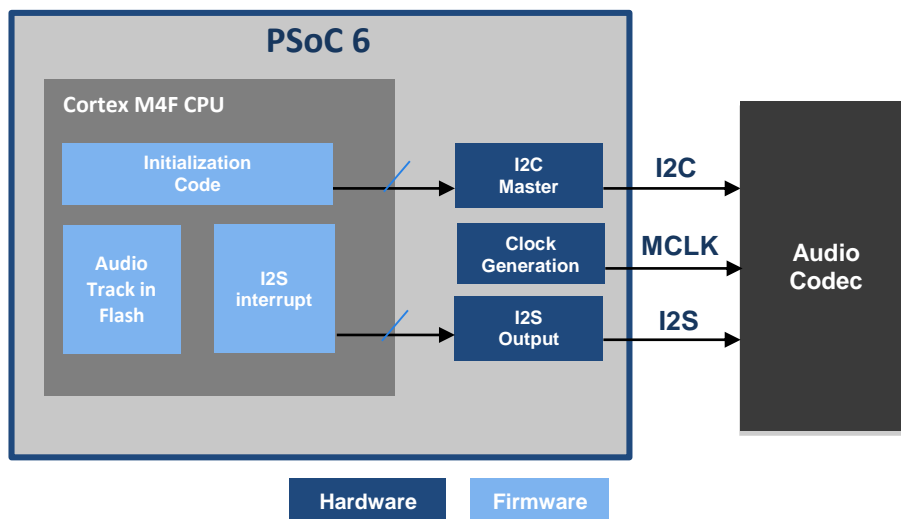 PSoC 6
Cortex M4F CPU
Initialization
Code
I2C
Master
I2C
Audio
Track in
Flash
I2S
interrupt
Clock
Generation
MCLK
I2S
Output
I2S
Audio
Codec
Hardware
Firmware